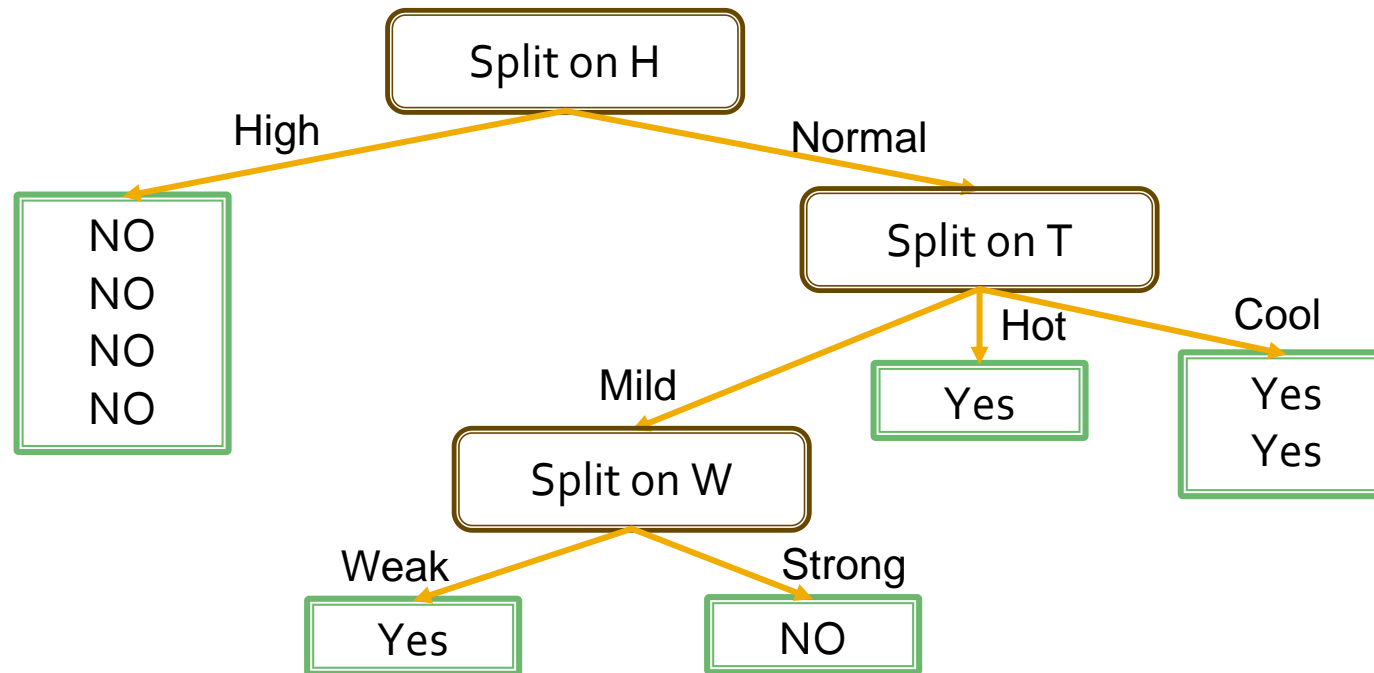 Split on H
High
Normal
NO
NO
NO
NO
Split on T
Mild
Hot
Cool
Yes
Yes
Yes
Split on W
Weak
Strong
Yes
NO